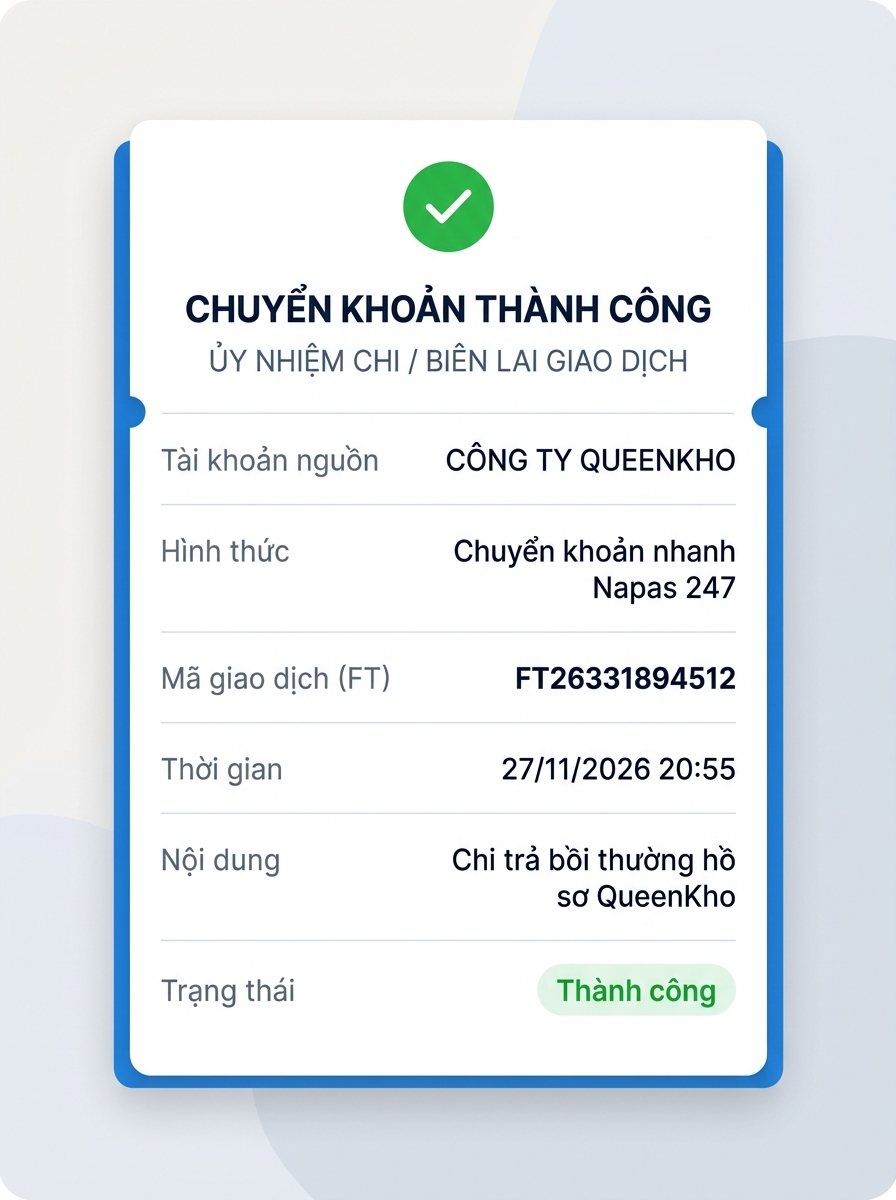 CHUYỂN KHOẢN THÀNH CÔNG
ỦY NHIỆM CHI / BIÊN LAI GIAO DỊCH
Tài khoản nguồn CÔNG TY QUEENKHO
Hình thức Chuyển khoản nhanh
Napas 247
Mã giao dịch (FT) FT26331894512
Thời gian 27/11/2026 20:55
Nội dung Chi trả bồi thường hồ
sơ QueenKho
Trạng thái Thành công